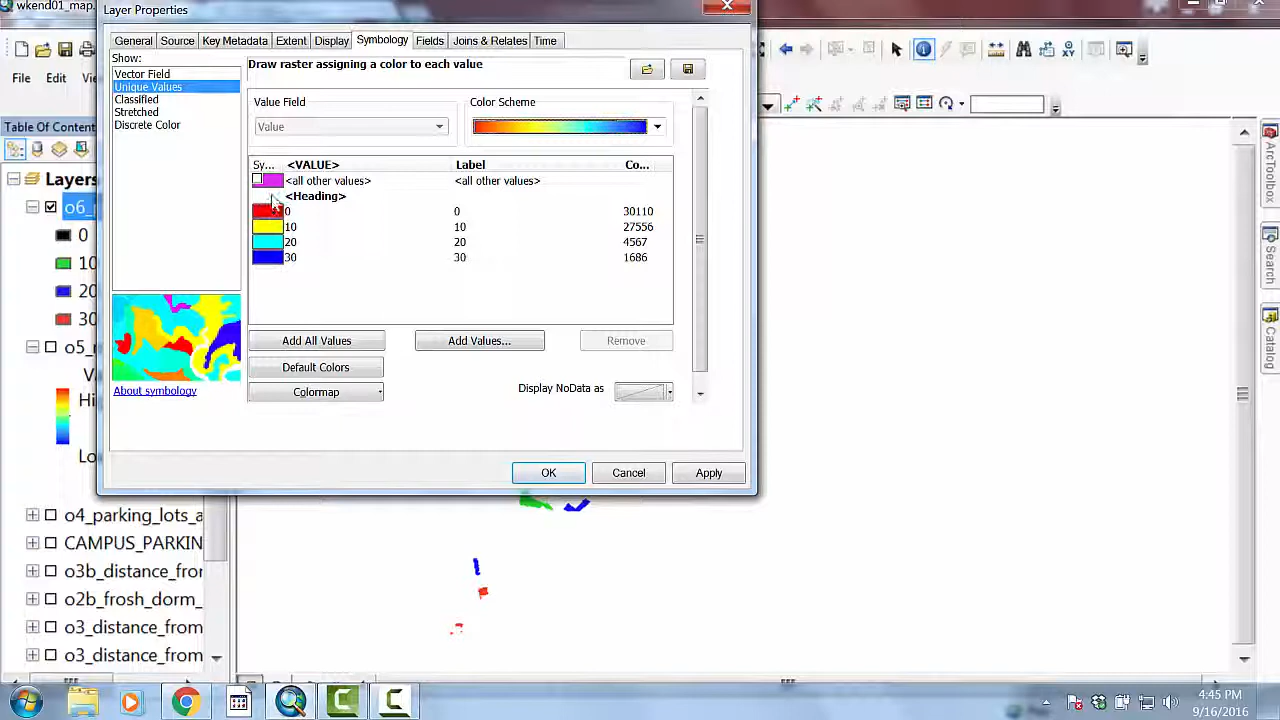 wkend01_map.
Layer Properties
General Source Key Metadata Extent Display Symbology Fields Joins & Relates Time
Show:
Vector Field
Unique Values
Classified
Stretched
Discrete Color
About symbology
Draw raster assigning a color to each value
Value Field
Value
Color Scheme
Sy... <VALUE> Label Co...
<all other values> <all other values>
<Heading>
0 0 30110
10 10 27556
20 20 4567
30 30 1686
Add All Values Add Values... Remove
Default Colors
Colormap
Display NoData as
OK Cancel Apply
File Edit
Table Of Content
Layers
o6_
0
10
20
30
o5_
o4_parking_lots_a
CAMPUS_PARKIN
o3b_distance_fron
o2b_frosh_dorm_
o3_distance_from
o3_distance_from
ArcToolbox
Search
Catalog
4:45 PM
9/16/2016